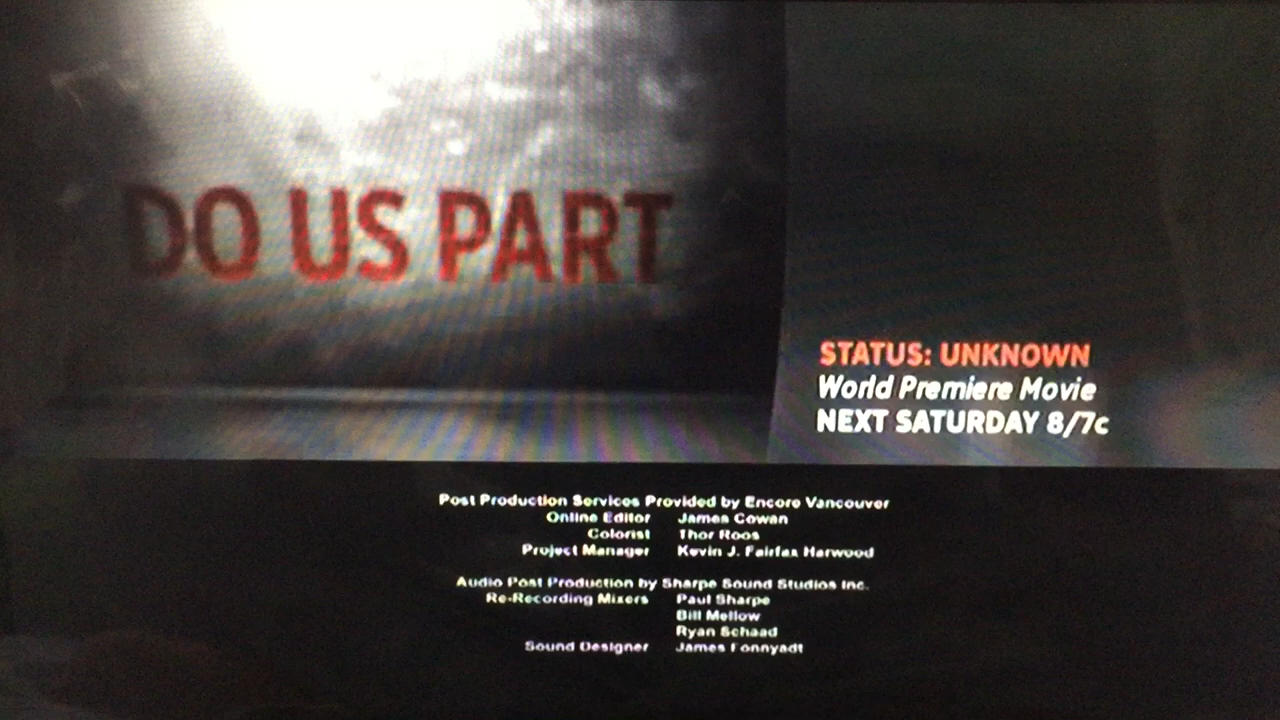 DO US PART
STATUS: UNKNOWN
World Premiere Movie
NEXT SATURDAY 8/7c
Post Production Services Provided by Encore Vancouver
Online Editor James Cowan
Colorist Thor Roos
Project Manager Kevin J. Fairfax Harwood
Audio Post Production by Sharpe Sound Studios Inc.
Re-Recording Mixers Paul Sharpe
Bill Mellow
Ryan Schaad
Sound Designer James Fonnyadt